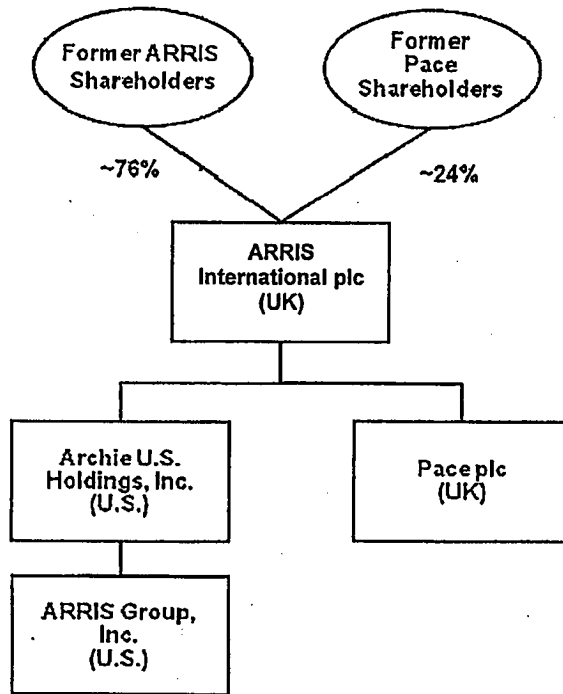 Former ARRIS
Shareholders
Former
Pace
Shareholders
~76%
~24%
ARRIS
International plc
(UK)
Archie U.S.
Holdings, Inc.
(U.S.)
Pace plc
(UK)
ARRIS Group,
Inc.
(U.S.)